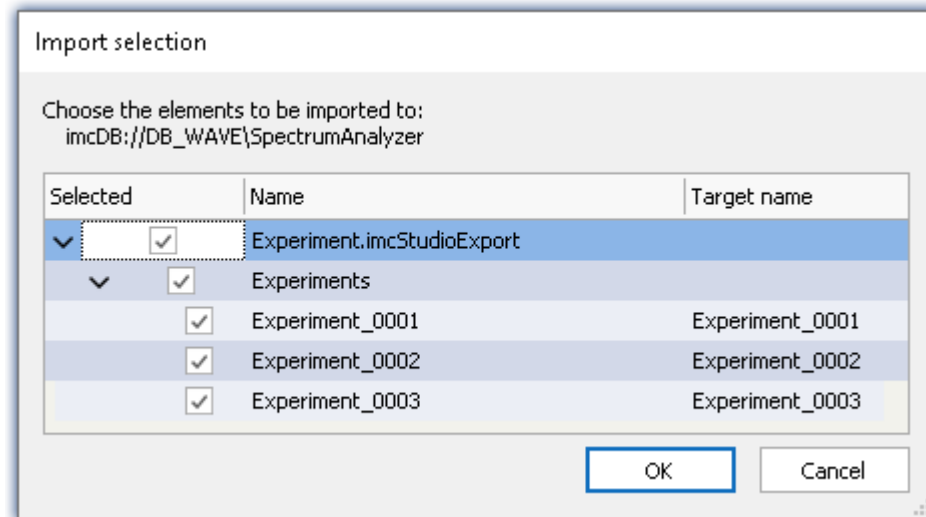 Import selection
Choose the elements to be imported to:
imcDB://DB_WAVE\SpectrumAnalyzer
Selected Name Target name
Experiment.imcStudioExport
Experiments
Experiment_0001 Experiment_0001
Experiment_0002 Experiment_0002
Experiment_0003 Experiment_0003
OK Cancel